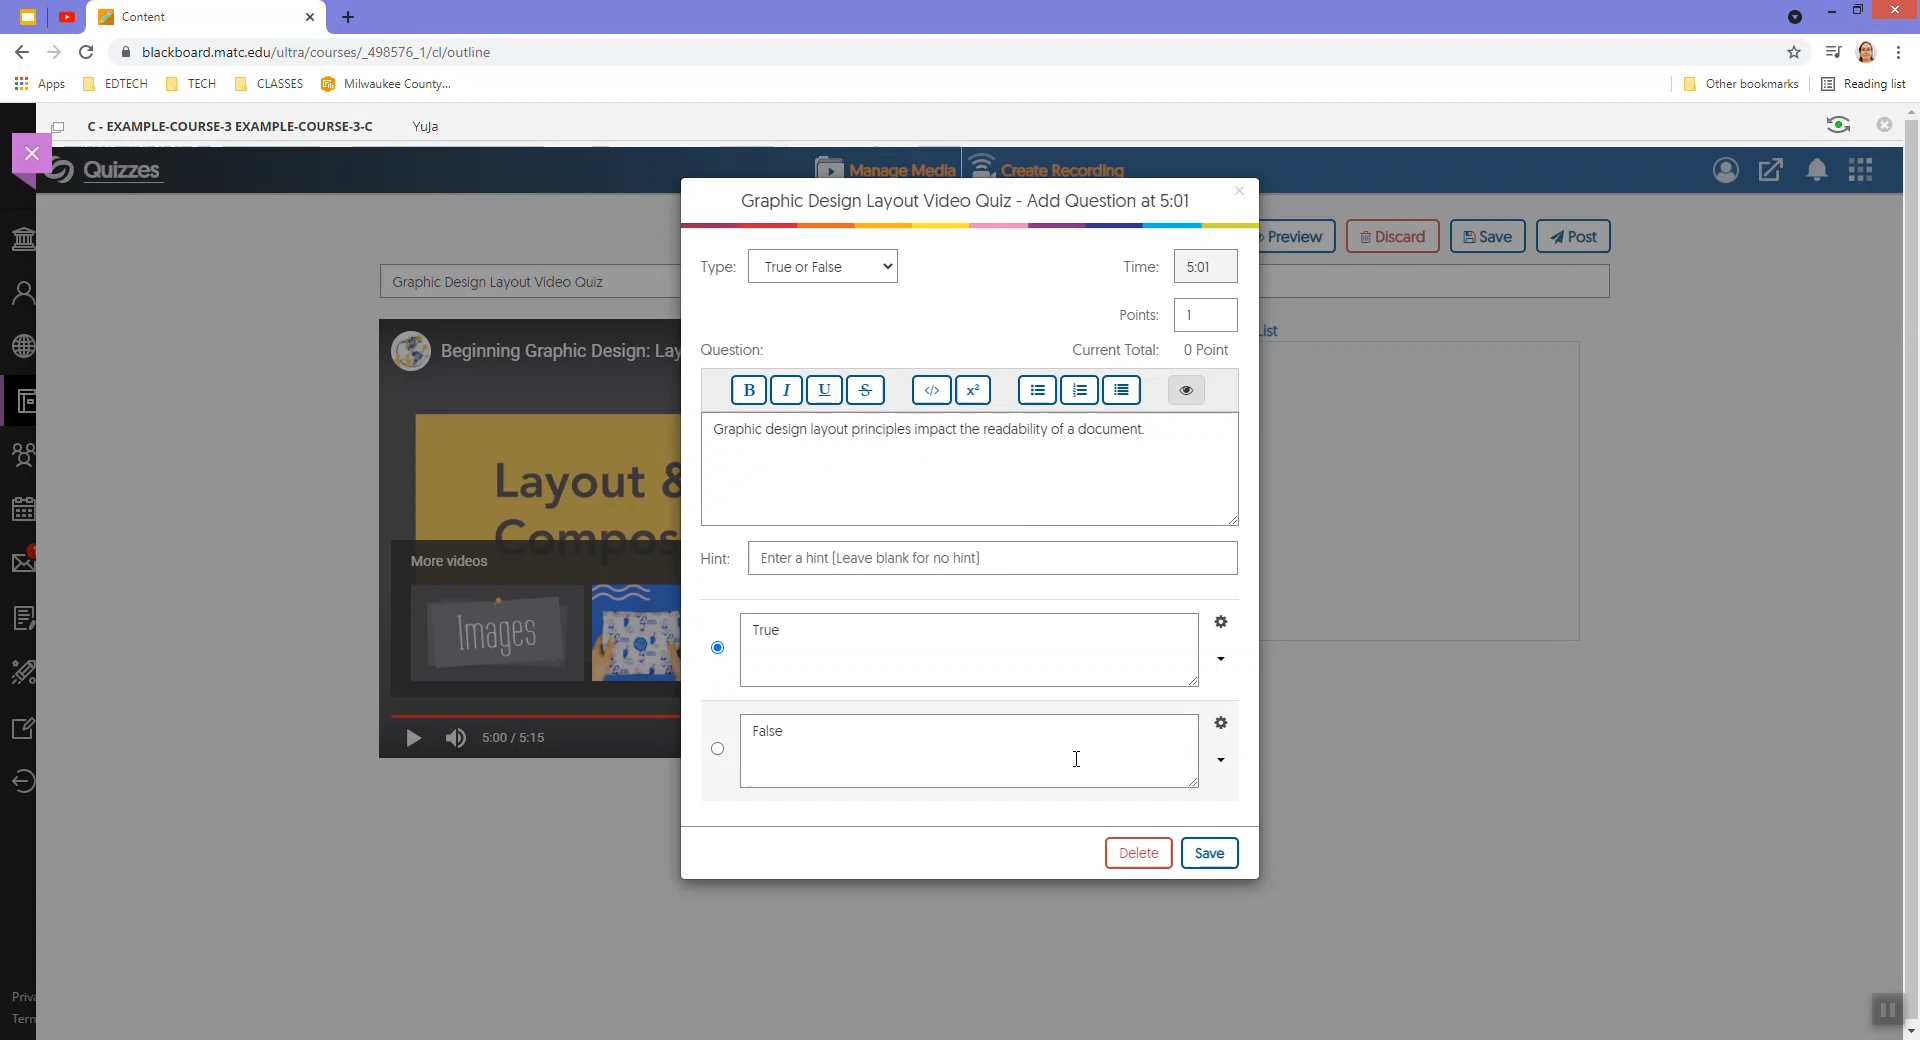 Content
blackboard.matc.edu/ultra/courses/_498576_1/cl/outline
Apps EDTECH TECH CLASSES Milwaukee County... Other bookmarks Reading list
C - EXAMPLE-COURSE-3 EXAMPLE-COURSE-3-C YuJa
Quizzes Manage Media Create Recording
Graphic Design Layout Video Quiz - Add Question at 5:01
Preview Discard Save Post
Type: True or False Time: 5:01
Graphic Design Layout Video Quiz
Points: 1
List
Beginning Graphic Design: Lay
Question: Current Total: 0 Point
B I U S </> x²
Graphic design layout principles impact the readability of a document.
Layout &
Compos
More videos
Hint: Enter a hint (Leave blank for no hint)
Images
True
False
5:00 / 5:15
Delete Save
Priva
Term